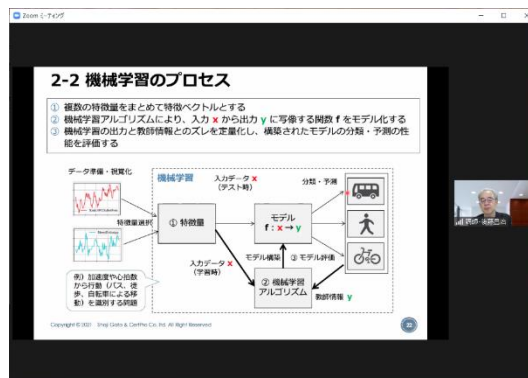 Zoom ミーティング
2-2 機械学習のプロセス
① 複数の特徴量をまとめて特徴ベクトルとする
② 機械学習アルゴリズムにより、入力 x から出力 y に写像する関数 f をモデル化する
③ 機械学習の出力と教師情報とのズレを定量化し、構築されたモデルの分類・予測の性
能を評価する
データ準備・視覚化
機械学習
入力データ x
(テスト時)
分類・予測
特徴量選択
① 特徴量
モデル
f : x → y
入力データ x
(学習時)
モデル構築
③ モデル評価
② 機械学習
アルゴリズム
教師情報 y
例）加速度や心拍数
から行動（バス、徒
歩、自転車による移
動）を識別する問題
Copyright © 2021
All Right Reserved
22